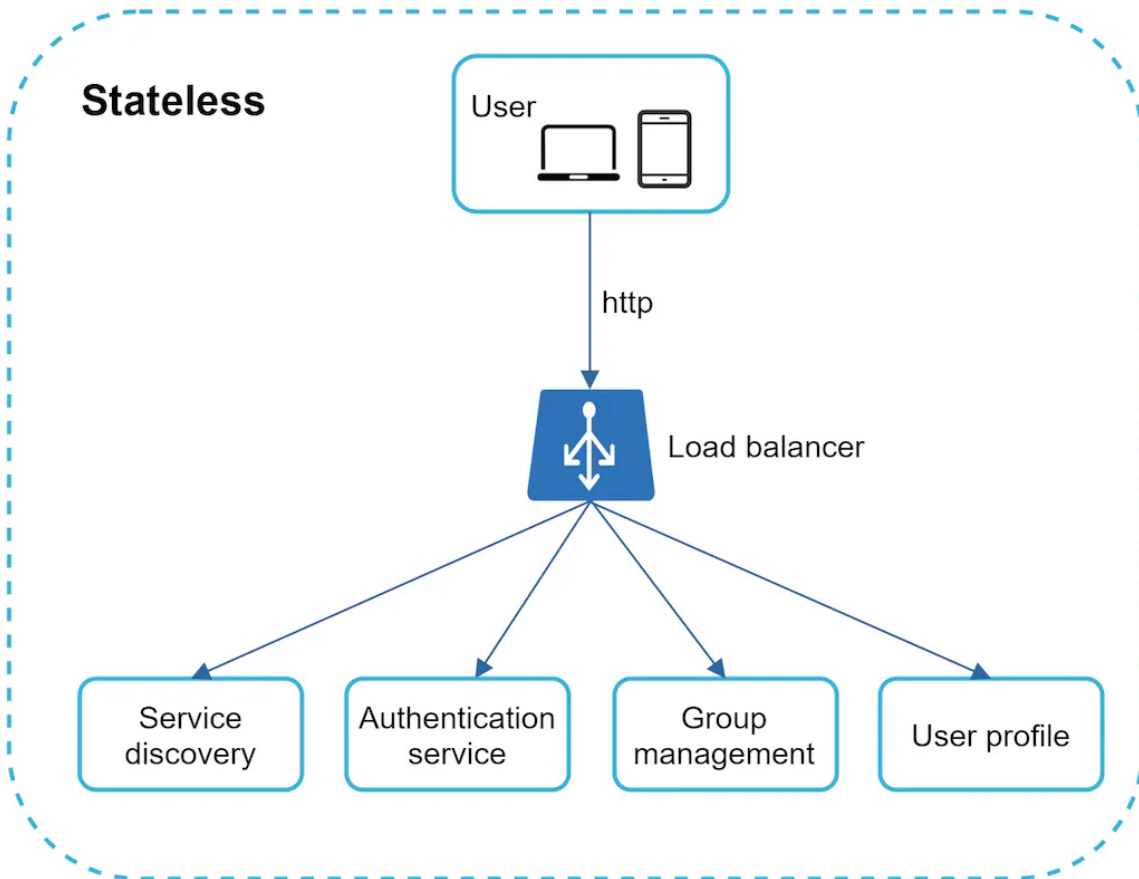 Stateless
User
http
Load balancer
Service
discovery
Authentication
service
Group
management
User profile